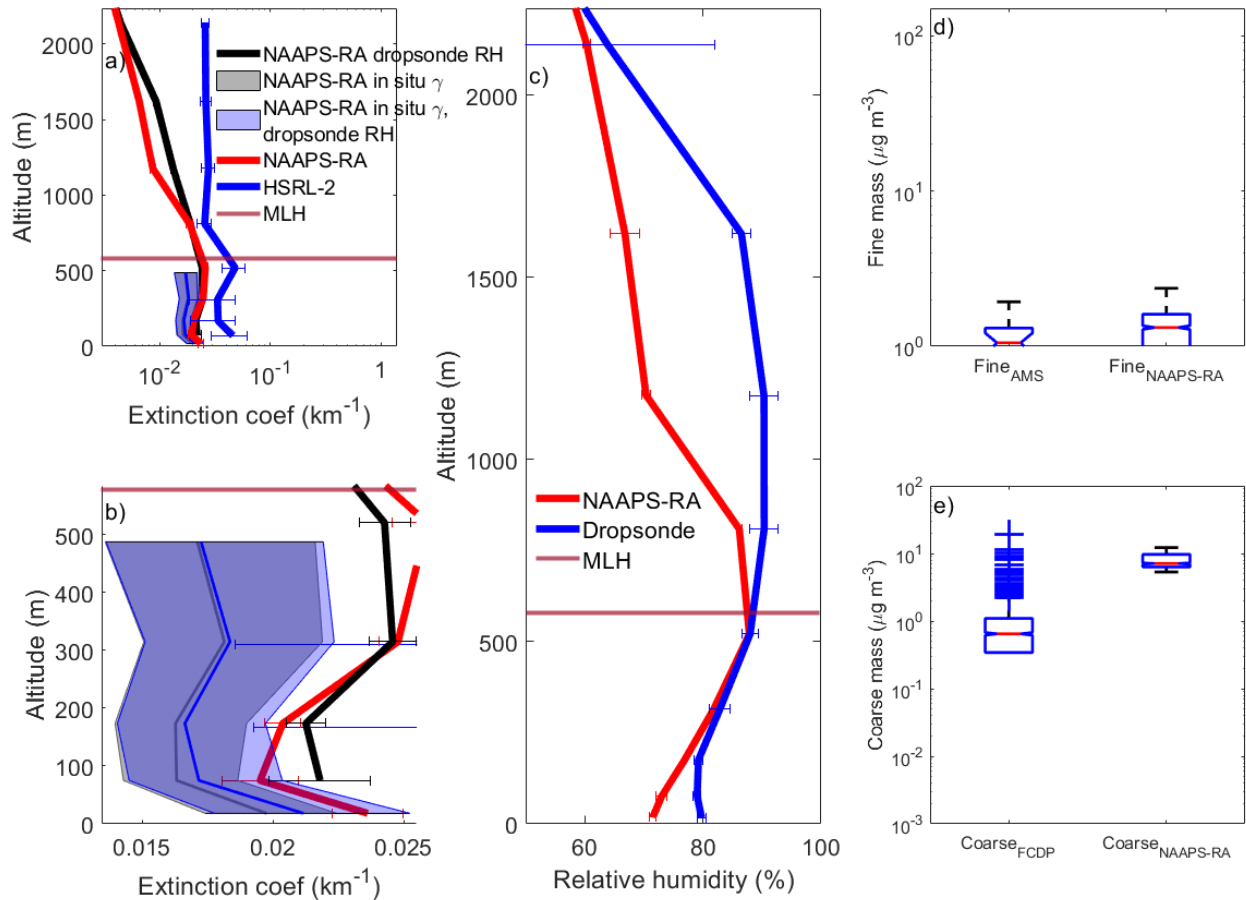 a)
2000
1500
1000
500
0
Altitude (m)
NAAPS-RA dropsonde RH
NAAPS-RA in situ γ
NAAPS-RA in situ γ,
dropsonde RH
NAAPS-RA
HSRL-2
MLH
10-2
10-1
1
Extinction coef (km-1)
b)
500
400
300
200
100
0
Altitude (m)
0.015
0.02
0.025
Extinction coef (km-1)
c)
2000
1500
1000
500
0
Altitude (m)
NAAPS-RA
Dropsonde
MLH
60
80
100
Relative humidity (%)
d)
102
101
100
Fine mass (μg m-3)
FineAMS
FineNAAPS-RA
e)
102
101
100
10-1
10-2
10-3
Coarse mass (μg m-3)
CoarseFCDP
CoarseNAAPS-RA